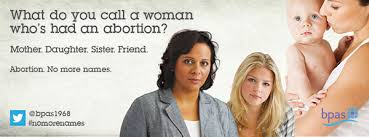 What do you call a woman
who's had an abortion?
Mother. Daughter. Sister. Friend.
Abortion. No more names.
@bpas1968
#nomorenames
bpas